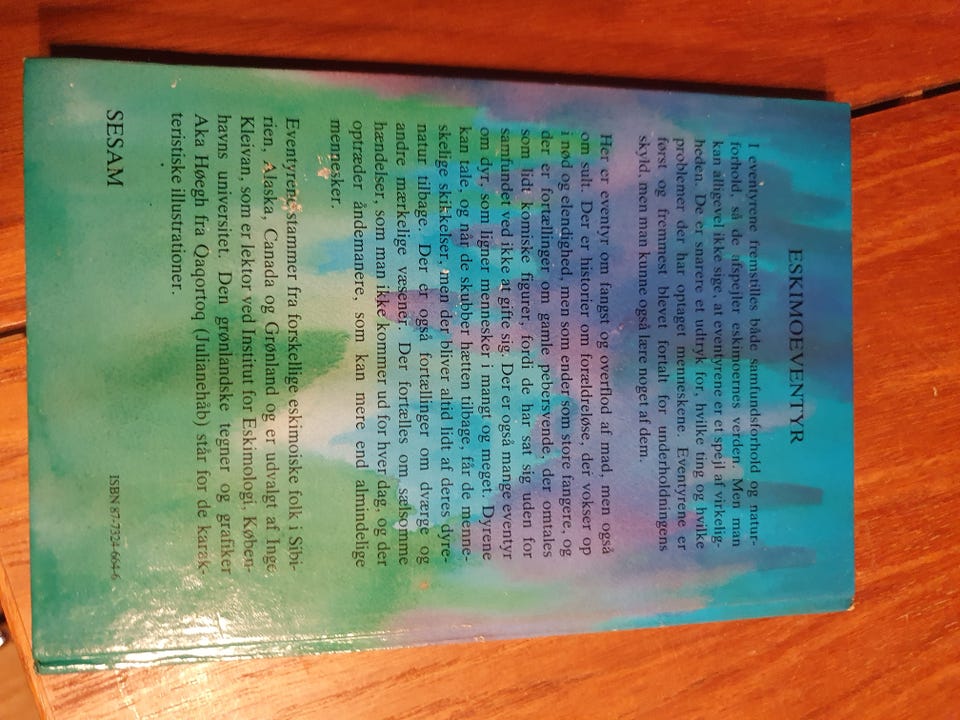 ESKIMOEVENTYR
I eventyrene fremstilles både samfundsforhold og natur-
forhold, så de afspejler eskimoernes verden. Men man
kan alligevel ikke sige, at eventyrene er et spejl af virkelig-
heden. De er snarere et udtryk for, hvilke ting og hvilke
problemer der har optaget menneskene. Eventyrene er
først og fremmest blevet fortalt for underholdningens
skyld, men man kunne også lære noget af dem.
Her er eventyr om fangst og overflod af mad, men også
om sult. Der er historier om forældreløse, der vokser op
i nød og elendighed, men som ender som store fangere, og
der er fortællinger om gamle pebersvende, der omtales
som lidt komiske figurer, fordi de har sat sig uden for
samfundet ved ikke at gifte sig. Der er også mange eventyr
om dyr, som ligner mennesker i mangt og meget. Dyrene
kan tale, og når de skubber hætten tilbage, får de menne-
skelige skikkelser, men der bliver altid lidt af deres dyre-
natur tilbage. Der er også fortællinger om dværge og
andre mærkelige væsener. Der fortælles om sælsomme
hændelser, som man ikke kommer ud for hver dag, og der
optræder åndemanere, som kan mere end almindelige
mennesker.
Eventyrene stammer fra forskellige eskimoiske folk i Sibi-
rien, Alaska, Canada og Grønland og er udvalgt af Inge
Kleivan, som er lektor ved Institut for Eskimologi, Køben-
havns universitet. Den grønlandske tegner og grafiker
Aka Høegh fra Qaqortoq (Julianehåb) står for de karak-
teristiske illustrationer.
SESAM
ISBN 87-7324-664-6